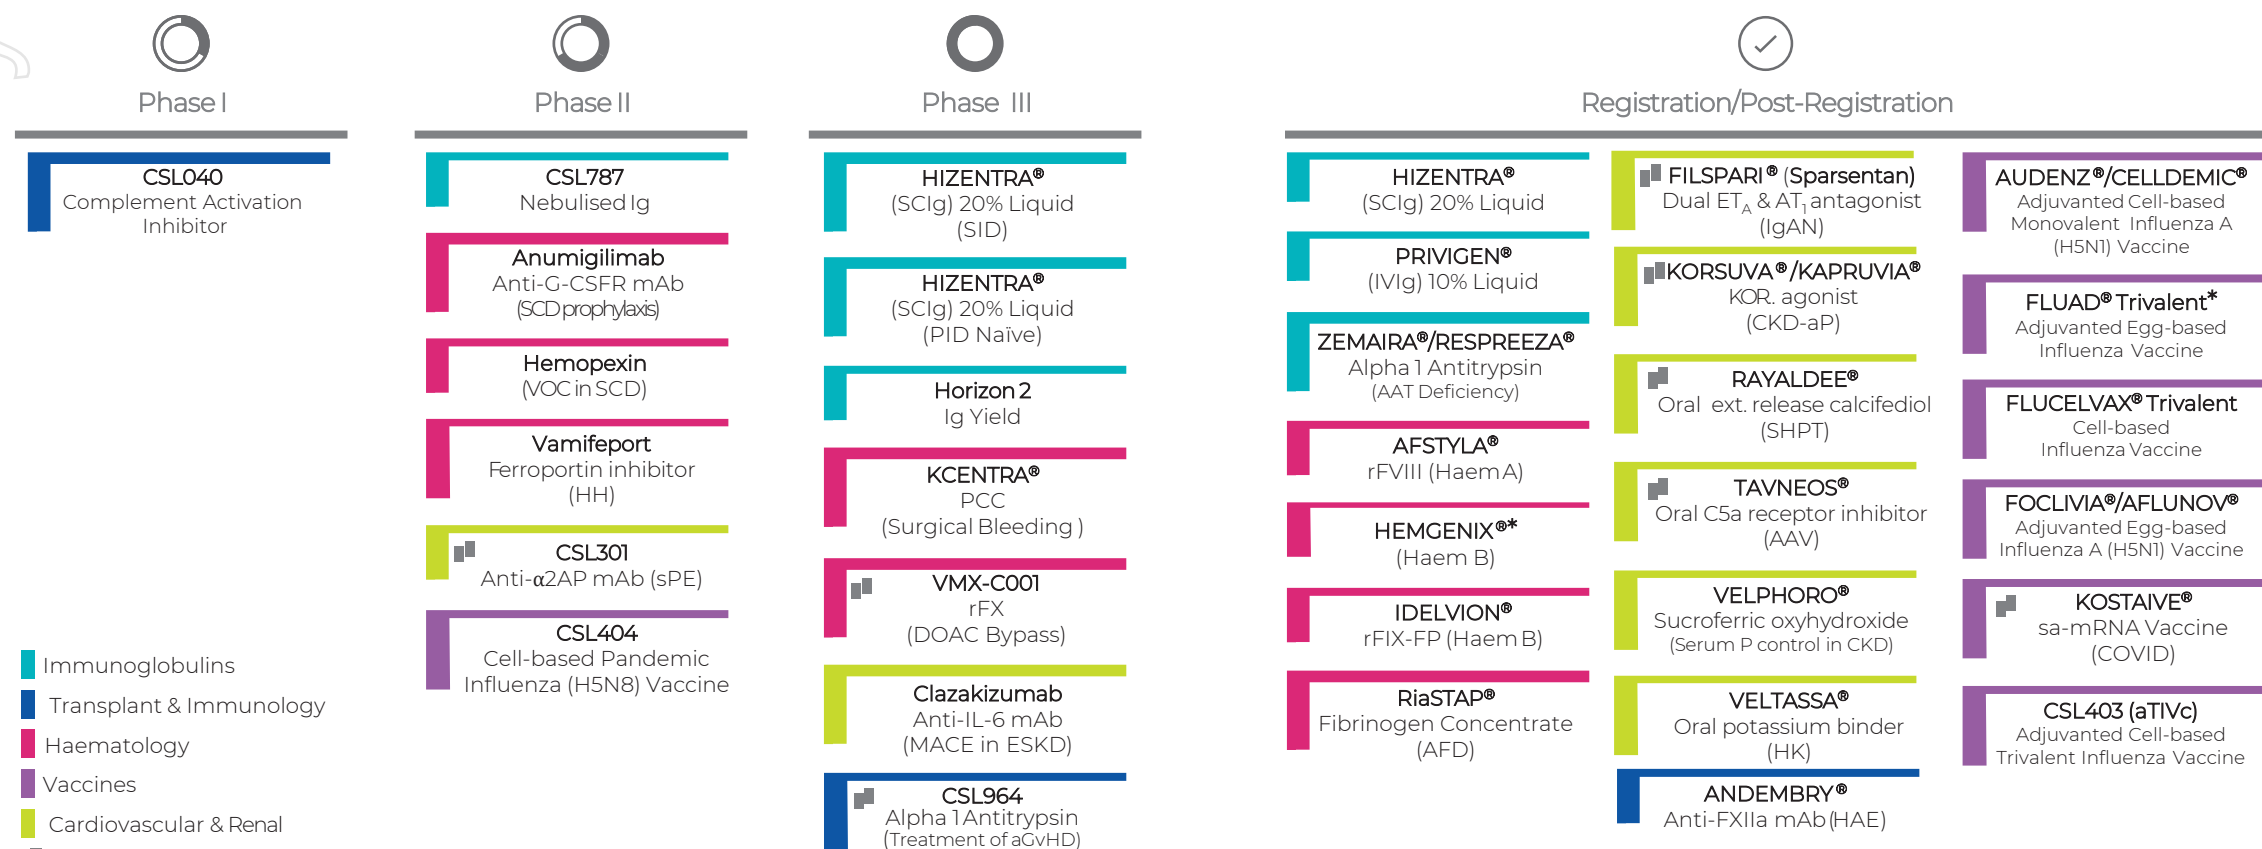 Phase I
CSL040
Complement Activation
Inhibitor
Phase II
CSL787
Nebulised Ig
Anumigilimab
Anti-G-CSFR mAb
(SCD prophylaxis)
Hemopexin
(VOC in SCD)
Vamifeport
Ferroportin inhibitor
(HH)
CSL301
Anti-α2AP mAb (sPE)
CSL404
Cell-based Pandemic
Influenza (H5N8) Vaccine
Phase III
HIZENTRA®
(SCIg) 20% Liquid
(SID)
HIZENTRA®
(SCIg) 20% Liquid
(PID Naïve)
Horizon 2
Ig Yield
KCENTRA®
PCC
(Surgical Bleeding )
VMX-C001
rFX
(DOAC Bypass)
Clazakizumab
Anti-IL-6 mAb
(MACE in ESKD)
CSL964
Alpha 1 Antitrypsin
(Treatment of aGvHD)
Registration/Post-Registration
HIZENTRA®
(SCIg) 20% Liquid
PRIVIGEN®
(IVIg) 10% Liquid
ZEMAIRA®/RESPREEZA®
Alpha 1 Antitrypsin
(AAT Deficiency)
AFSTYLA®
rFVIII (Haem A)
HEMGENIX®*
(Haem B)
IDELVION®
rFIX-FP (Haem B)
RiaSTAP®
Fibrinogen Concentrate
(AFD)
FILSPARI® (Sparsentan)
Dual ETA & AT1 antagonist
(IgAN)
KORSUVA®/KAPRUVIA®
KOR. agonist
(CKD-aP)
RAYALDEE®
Oral ext. release calcifediol
(SHPT)
TAVNEOS®
Oral C5a receptor inhibitor
(AAV)
VELPHORO®
Sucroferric oxyhydroxide
(Serum P control in CKD)
VELTASSA®
Oral potassium binder
(HK)
ANDEMBRY®
Anti-FXIIa mAb (HAE)
AUDENZ®/CELLDEMIC®
Adjuvanted Cell-based
Monovalent Influenza A
(H5N1) Vaccine
FLUAD® Trivalent*
Adjuvanted Egg-based
Influenza Vaccine
FLUCELVAX® Trivalent
Cell-based
Influenza Vaccine
FOCLIVIA®/AFLUNOV®
Adjuvanted Egg-based
Influenza A (H5N1) Vaccine
KOSTAIVE®
sa-mRNA Vaccine
(COVID)
CSL403 (aTIVc)
Adjuvanted Cell-based
Trivalent Influenza Vaccine
Immunoglobulins
Transplant & Immunology
Haematology
Vaccines
Cardiovascular & Renal